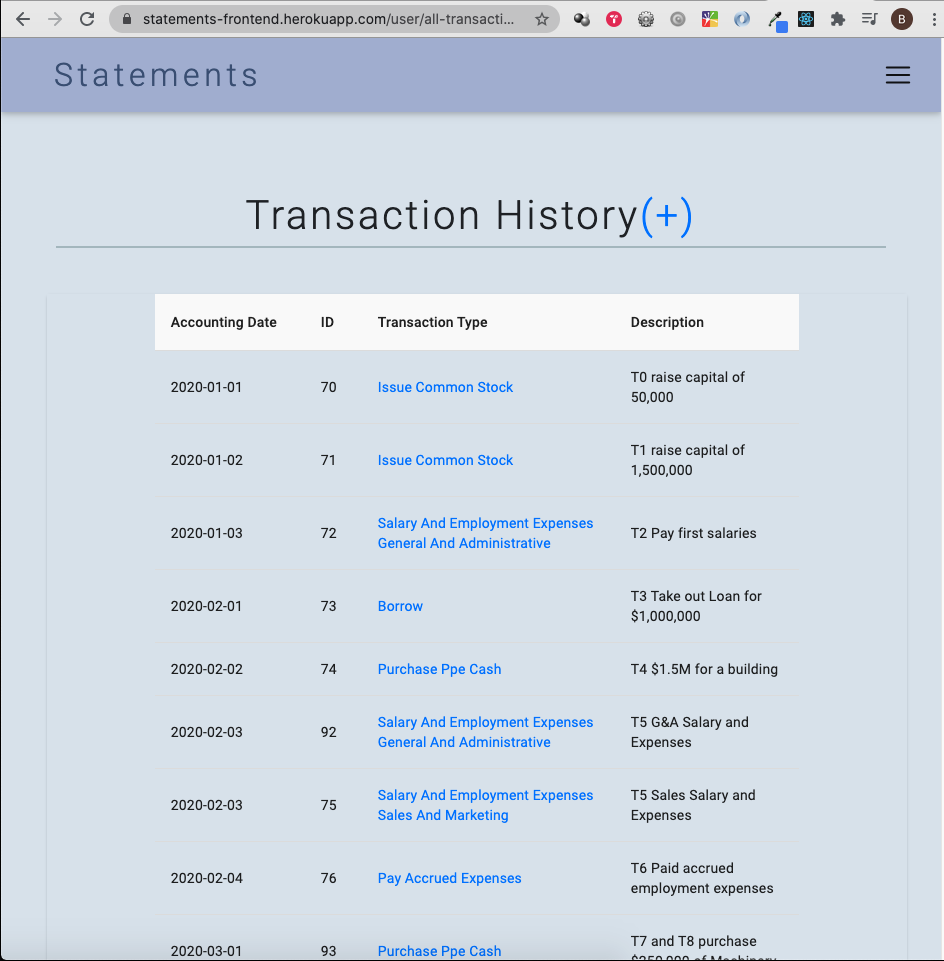 statements-frontend.herokuapp.com/user/all-transacti...
B
Statements
Transaction History(+)
Accounting Date ID Transaction Type Description
2020-01-01 70 Issue Common Stock T0 raise capital of
50,000
2020-01-02 71 Issue Common Stock T1 raise capital of
1,500,000
2020-01-03 72 Salary And Employment Expenses
General And Administrative T2 Pay first salaries
2020-02-01 73 Borrow T3 Take out Loan for
$1,000,000
2020-02-02 74 Purchase Ppe Cash T4 $1.5M for a building
2020-02-03 92 Salary And Employment Expenses
General And Administrative T5 G&A Salary and
Expenses
2020-02-03 75 Salary And Employment Expenses
Sales And Marketing T5 Sales Salary and
Expenses
2020-02-04 76 Pay Accrued Expenses T6 Paid accrued
employment expenses
2020-03-01 93 Purchase Ppe Cash T7 and T8 purchase
$250,000 of Machinery